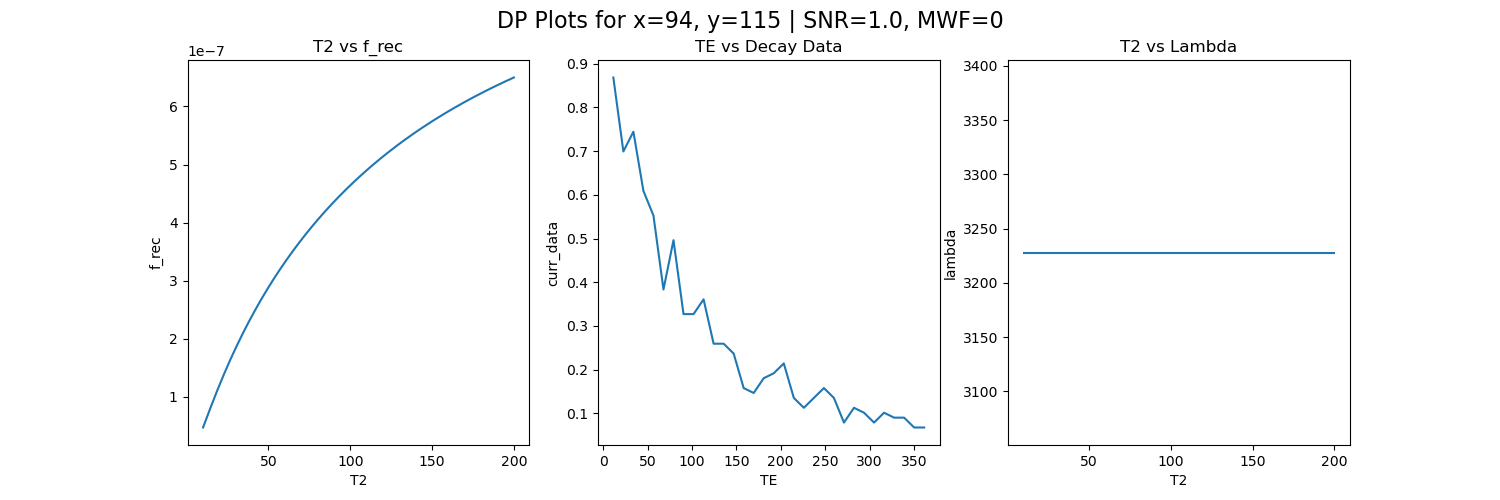 DP Plots for x=94, y=115 | SNR=1.0, MWF=0
T2 vs f_rec
1e−7
6
5
4
3
2
1
f_rec
50 100 150 200
T2
TE vs Decay Data
0.9
0.8
0.7
0.6
0.5
0.4
0.3
0.2
0.1
curr_data
0 50 100 150 200 250 300 350
TE
T2 vs Lambda
3400
3350
3300
3250
3200
3150
3100
lambda
50 100 150 200
T2